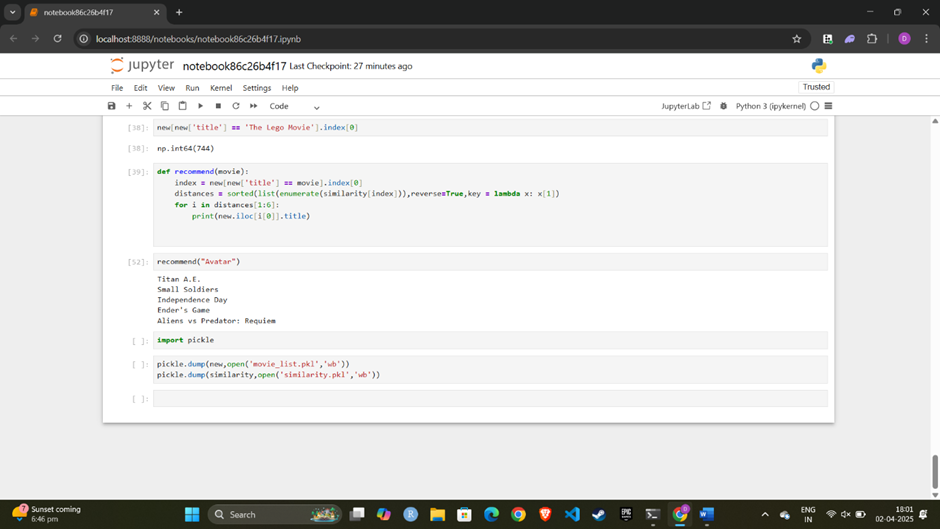 notebook86c26b4f17
localhost:8888/notebooks/notebook86c26b4f17.ipynb
D
jupyter notebook86c26b4f17 Last Checkpoint: 27 minutes ago
File Edit View Run Kernel Settings Help
Trusted
Code
JupyterLab
Python 3 (ipykernel)
[38]: new[new['title'] == 'The Lego Movie'].index[0]
[38]: np.int64(744)
[39]: def recommend(movie):
index = new[new['title'] == movie].index[0]
distances = sorted(list(enumerate(similarity[index])),reverse=True,key = lambda x: x[1])
for i in distances[1:6]:
print(new.iloc[i[0]].title)
[52]: recommend("Avatar")
Titan A.E.
Small Soldiers
Independence Day
Ender's Game
Aliens vs Predator: Requiem
[ ]: import pickle
[ ]: pickle.dump(new,open('movie_list.pkl','wb'))
pickle.dump(similarity,open('similarity.pkl','wb'))
[ ]:
7
Sunset coming
6:46 pm
Search
R
EPIC
D
W
ENG
IN
18:01
02-04-2025